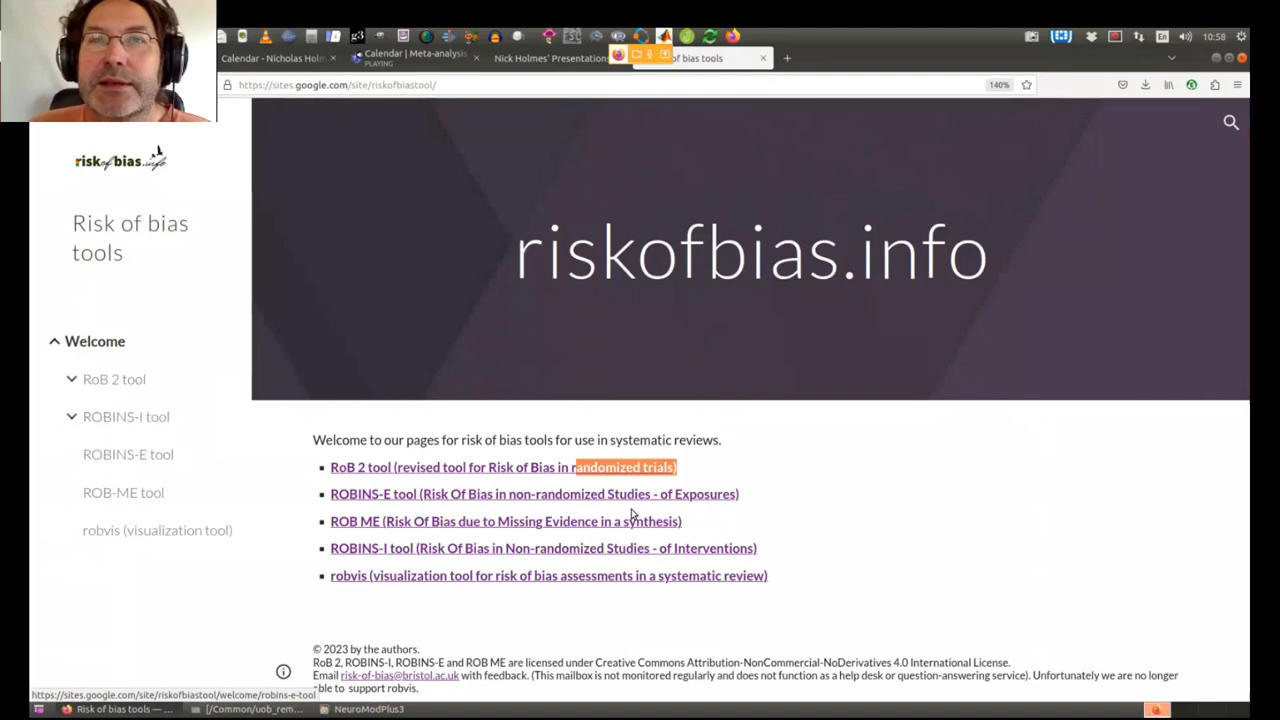 g3
10:58
Calendar - Nicholas Holm
Calendar | Meta-analysis
PLAYING
Nick Holmes' Presentation
of bias tools
https://sites.google.com/site/riskofbiastool/
140%
En
riskofbias.info
Risk of bias
tools
Welcome
RoB 2 tool
ROBINS-I tool
ROBINS-E tool
ROB-ME tool
robvis (visualization tool)
riskofbias.info
Welcome to our pages for risk of bias tools for use in systematic reviews.
RoB 2 tool (revised tool for Risk of Bias in randomized trials)
ROBINS-E tool (Risk Of Bias in non-randomized Studies - of Exposures)
ROB ME (Risk Of Bias due to Missing Evidence in a synthesis)
ROBINS-I tool (Risk Of Bias in Non-randomized Studies - of Interventions)
robvis (visualization tool for risk of bias assessments in a systematic review)
© 2023 by the authors.
RoB 2, ROBINS-I, ROBINS-E and ROB ME are licensed under Creative Commons Attribution-NonCommercial-NoDerivatives 4.0 International License.
Email risk-of-bias@bristol.ac.uk with feedback. (This mailbox is not monitored regularly and does not function as a help desk or question-answering service). Unfortunately we are no longer
able to support robvis.
https://sites.google.com/site/riskofbiastool/welcome/robins-e-tool
Risk of bias tools — ...
[/Common/uob_rem...
NeuroModPlus3